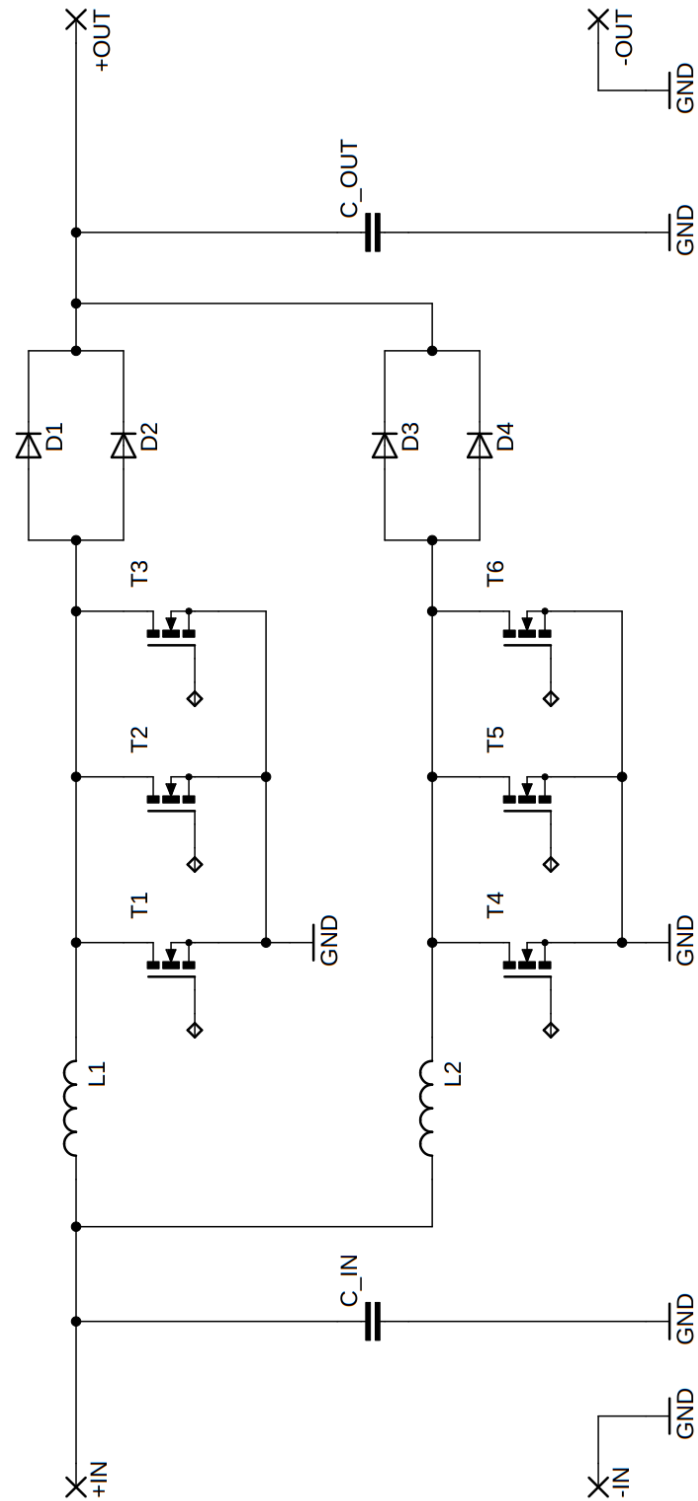 +OUT
-OUT
GND
C_OUT
GND
D1
D2
D3
D4
T3
T6
T2
T5
T1
T4
GND
GND
L1
L2
C_IN
GND
GND
+IN
-IN